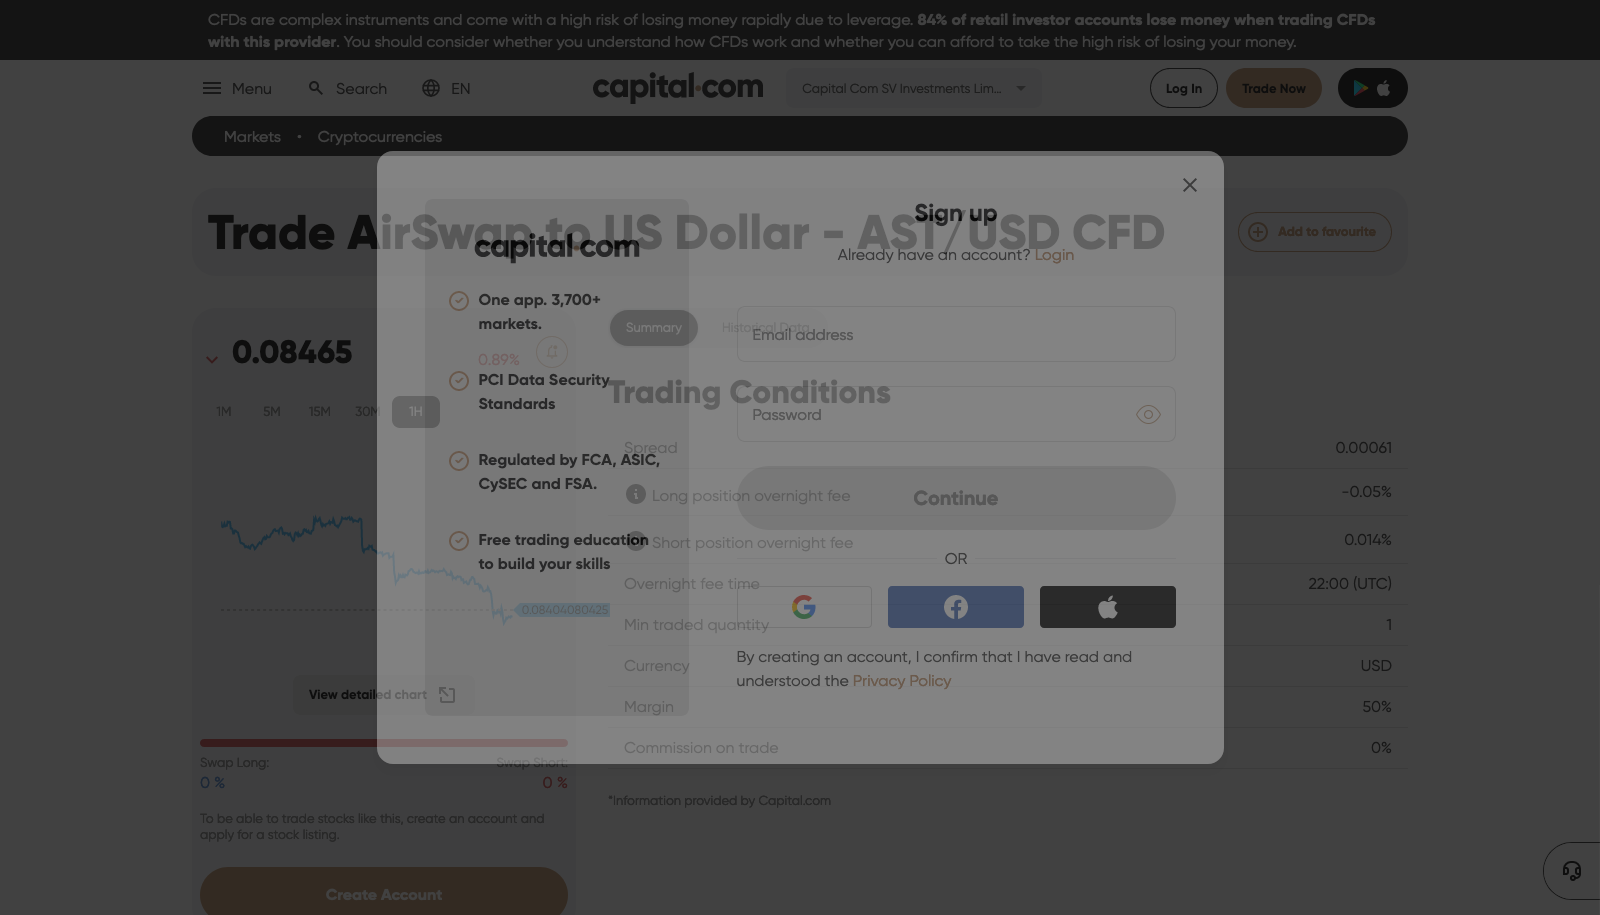 CFDs are complex instruments and come with a high risk of losing money rapidly due to leverage. 84% of retail investor accounts lose money when trading CFDs
with this provider. You should consider whether you understand how CFDs work and whether you can afford to take the high risk of losing your money.
Menu
Search
EN
capital.com
Capital Com SV Investments Lim...
Log In
Trade Now
Markets • Cryptocurrencies
Trade AirSwap to US Dollar - AST/USD CFD
Add to favourite
Sign up
capital.com
Already have an account? Login
One app. 3,700+
markets.
Summary
Historical Data
Email address
0.08465
0.89%
PCI Data Security
Standards
Trading Conditions
Password
1M
5M
15M
30M
1H
Spread
0.00061
Regulated by FCA, ASIC,
CySEC and FSA.
Long position overnight fee
-0.05%
Continue
Free trading education
to build your skills
Short position overnight fee
0.014%
OR
Overnight fee time
22:00 (UTC)
0.08404080425
Min traded quantity
1
By creating an account, I confirm that I have read and
understood the Privacy Policy
Currency
USD
View detailed chart
Margin
50%
Commission on trade
0%
Swap Long:
Swap Short:
0 %
0 %
*Information provided by Capital.com
To be able to trade stocks like this, create an account and
apply for a stock listing.
Create Account